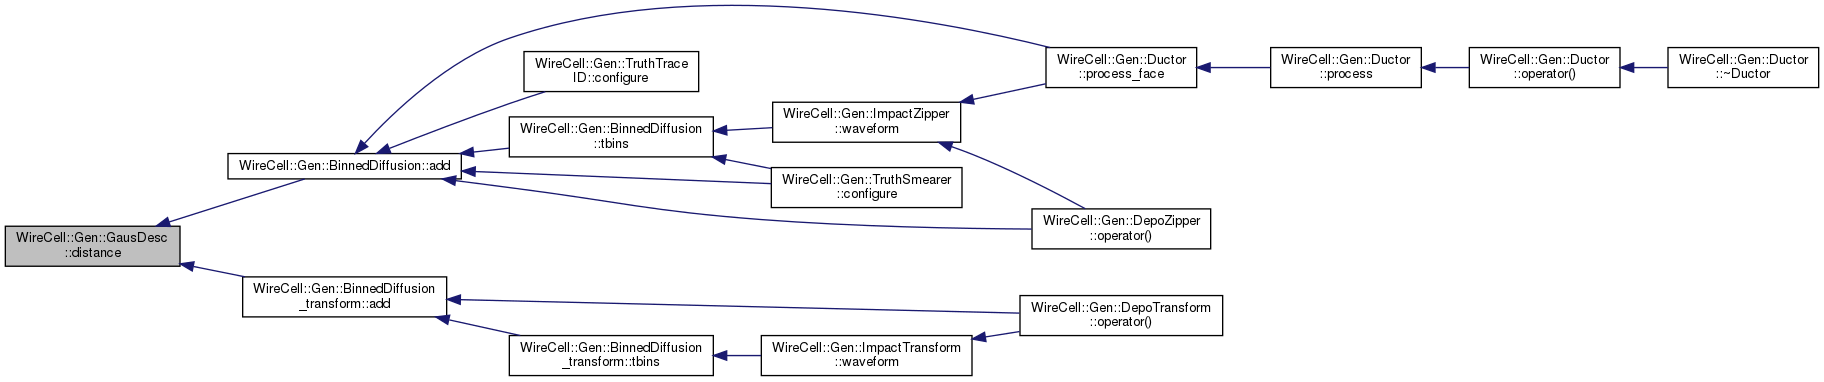 WireCell::Gen::GausDesc
::distance
WireCell::Gen::BinnedDiffusion::add
WireCell::Gen::BinnedDiffusion
_transform::add
WireCell::Gen::TruthTrace
ID::configure
WireCell::Gen::BinnedDiffusion
::tbins
WireCell::Gen::BinnedDiffusion
_transform::tbins
WireCell::Gen::ImpactZipper
::waveform
WireCell::Gen::TruthSmearer
::configure
WireCell::Gen::ImpactTransform
::waveform
WireCell::Gen::Ductor
::process_face
WireCell::Gen::DepoZipper
::operator()
WireCell::Gen::DepoTransform
::operator()
WireCell::Gen::Ductor
::process
WireCell::Gen::Ductor
::operator()
WireCell::Gen::Ductor
::~Ductor